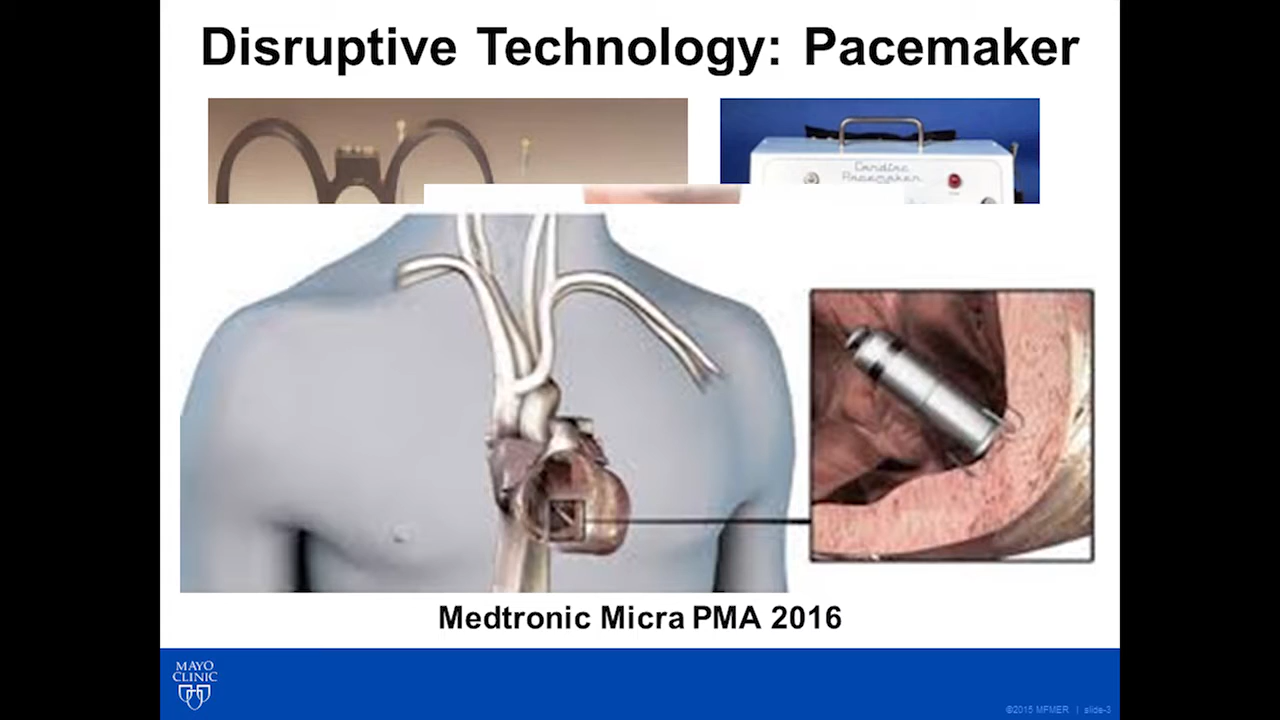 Disruptive Technology: Pacemaker
Cardiac
Pacemaker
Medtronic Micra PMA 2016
MAYO
CLINIC
©2015 MFMER | slide-3